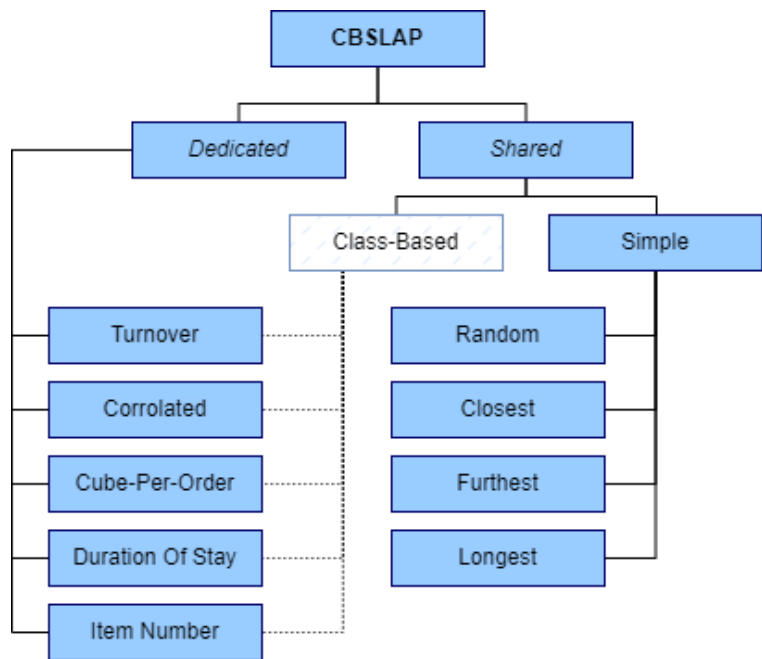 CBSLAP
Dedicated
Shared
Class-Based
Simple
Turnover
Random
Corrolated
Closest
Cube-Per-Order
Furthest
Duration Of Stay
Longest
Item Number